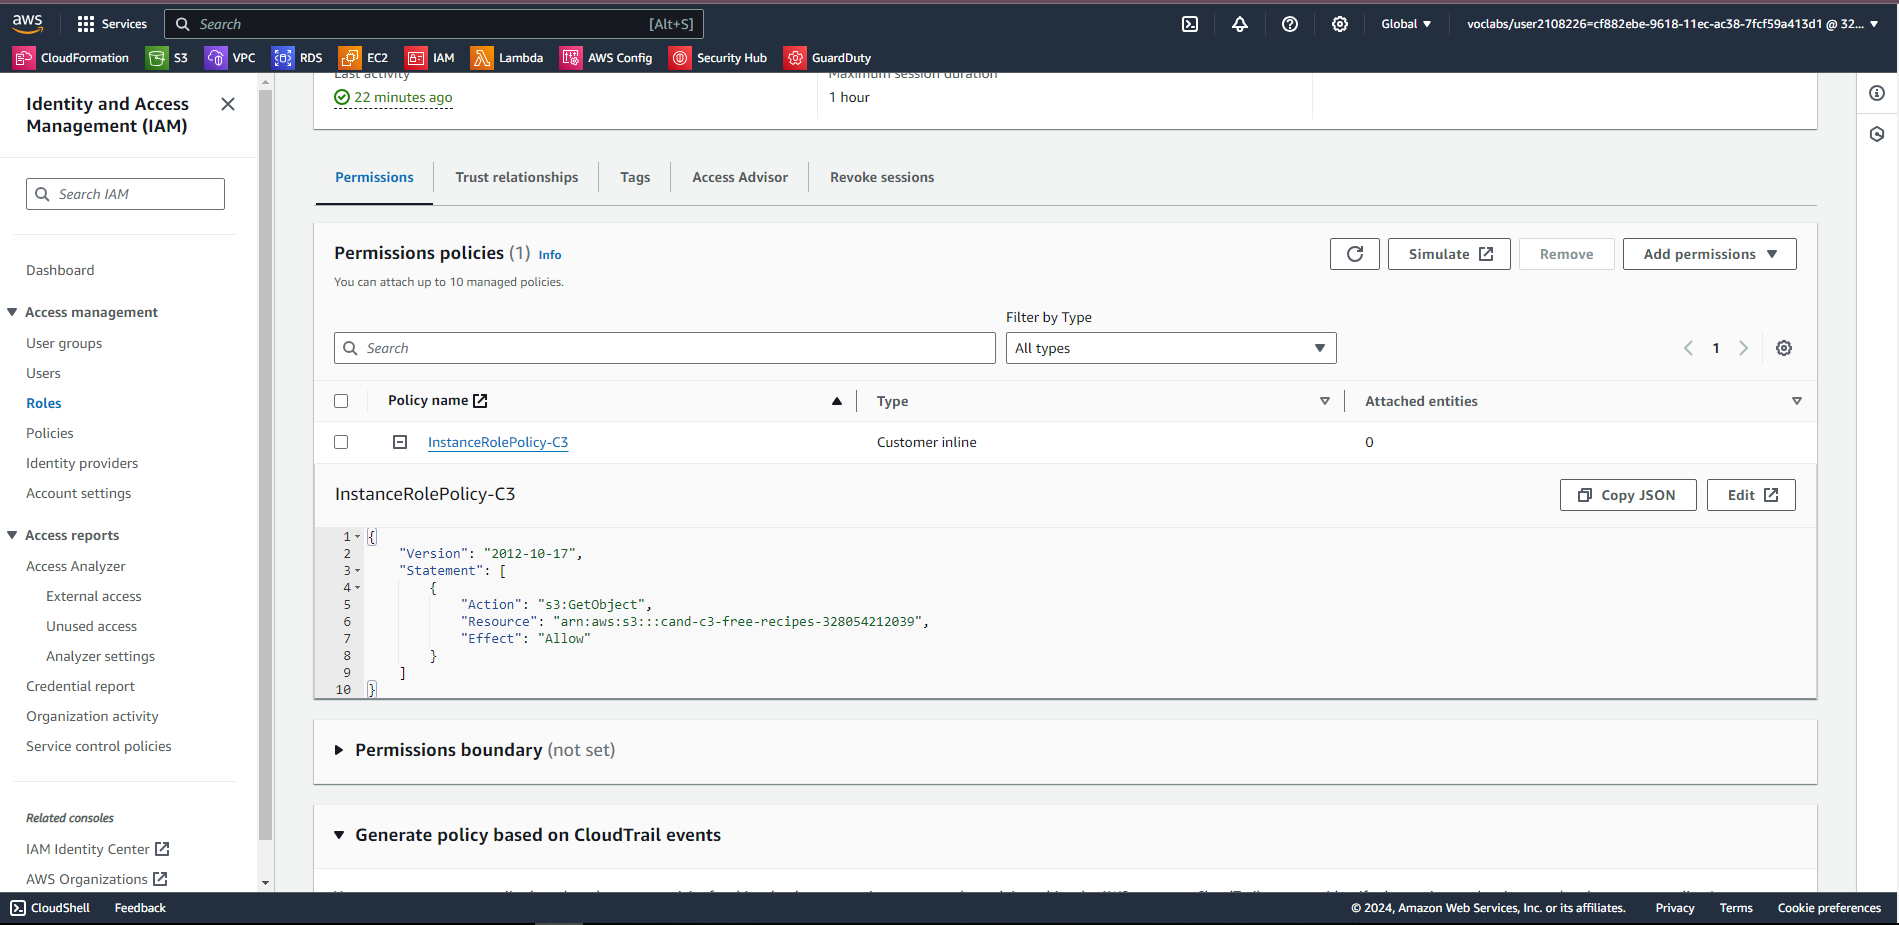 aws Services Search [Alt+S] Global voclabs/user2108226=cf882ebe-9618-11ec-ac38-7fcf59a413d1 @ 32...
CloudFormation S3 VPC RDS EC2 IAM Lambda AWS Config Security Hub GuardDuty
Identity and Access
Management (IAM)
Search IAM
Dashboard
Access management
User groups
Users
Roles
Policies
Identity providers
Account settings
Access reports
Access Analyzer
External access
Unused access
Analyzer settings
Credential report
Organization activity
Service control policies
Related consoles
IAM Identity Center
AWS Organizations
Last activity Maximum session duration
22 minutes ago 1 hour
Permissions Trust relationships Tags Access Advisor Revoke sessions
Permissions policies (1) Info
Simulate Remove Add permissions
You can attach up to 10 managed policies.
Filter by Type
Search All types 1
Policy name Type Attached entities
InstanceRolePolicy-C3 Customer inline 0
InstanceRolePolicy-C3 Copy JSON Edit
1 {
2 "Version": "2012-10-17",
3 "Statement": [
4 {
5 "Action": "s3:GetObject",
6 "Resource": "arn:aws:s3:::cand-c3-free-recipes-328054212039",
7 "Effect": "Allow"
8 }
9 ]
10 }
Permissions boundary (not set)
Generate policy based on CloudTrail events
CloudShell Feedback © 2024, Amazon Web Services, Inc. or its affiliates. Privacy Terms Cookie preferences